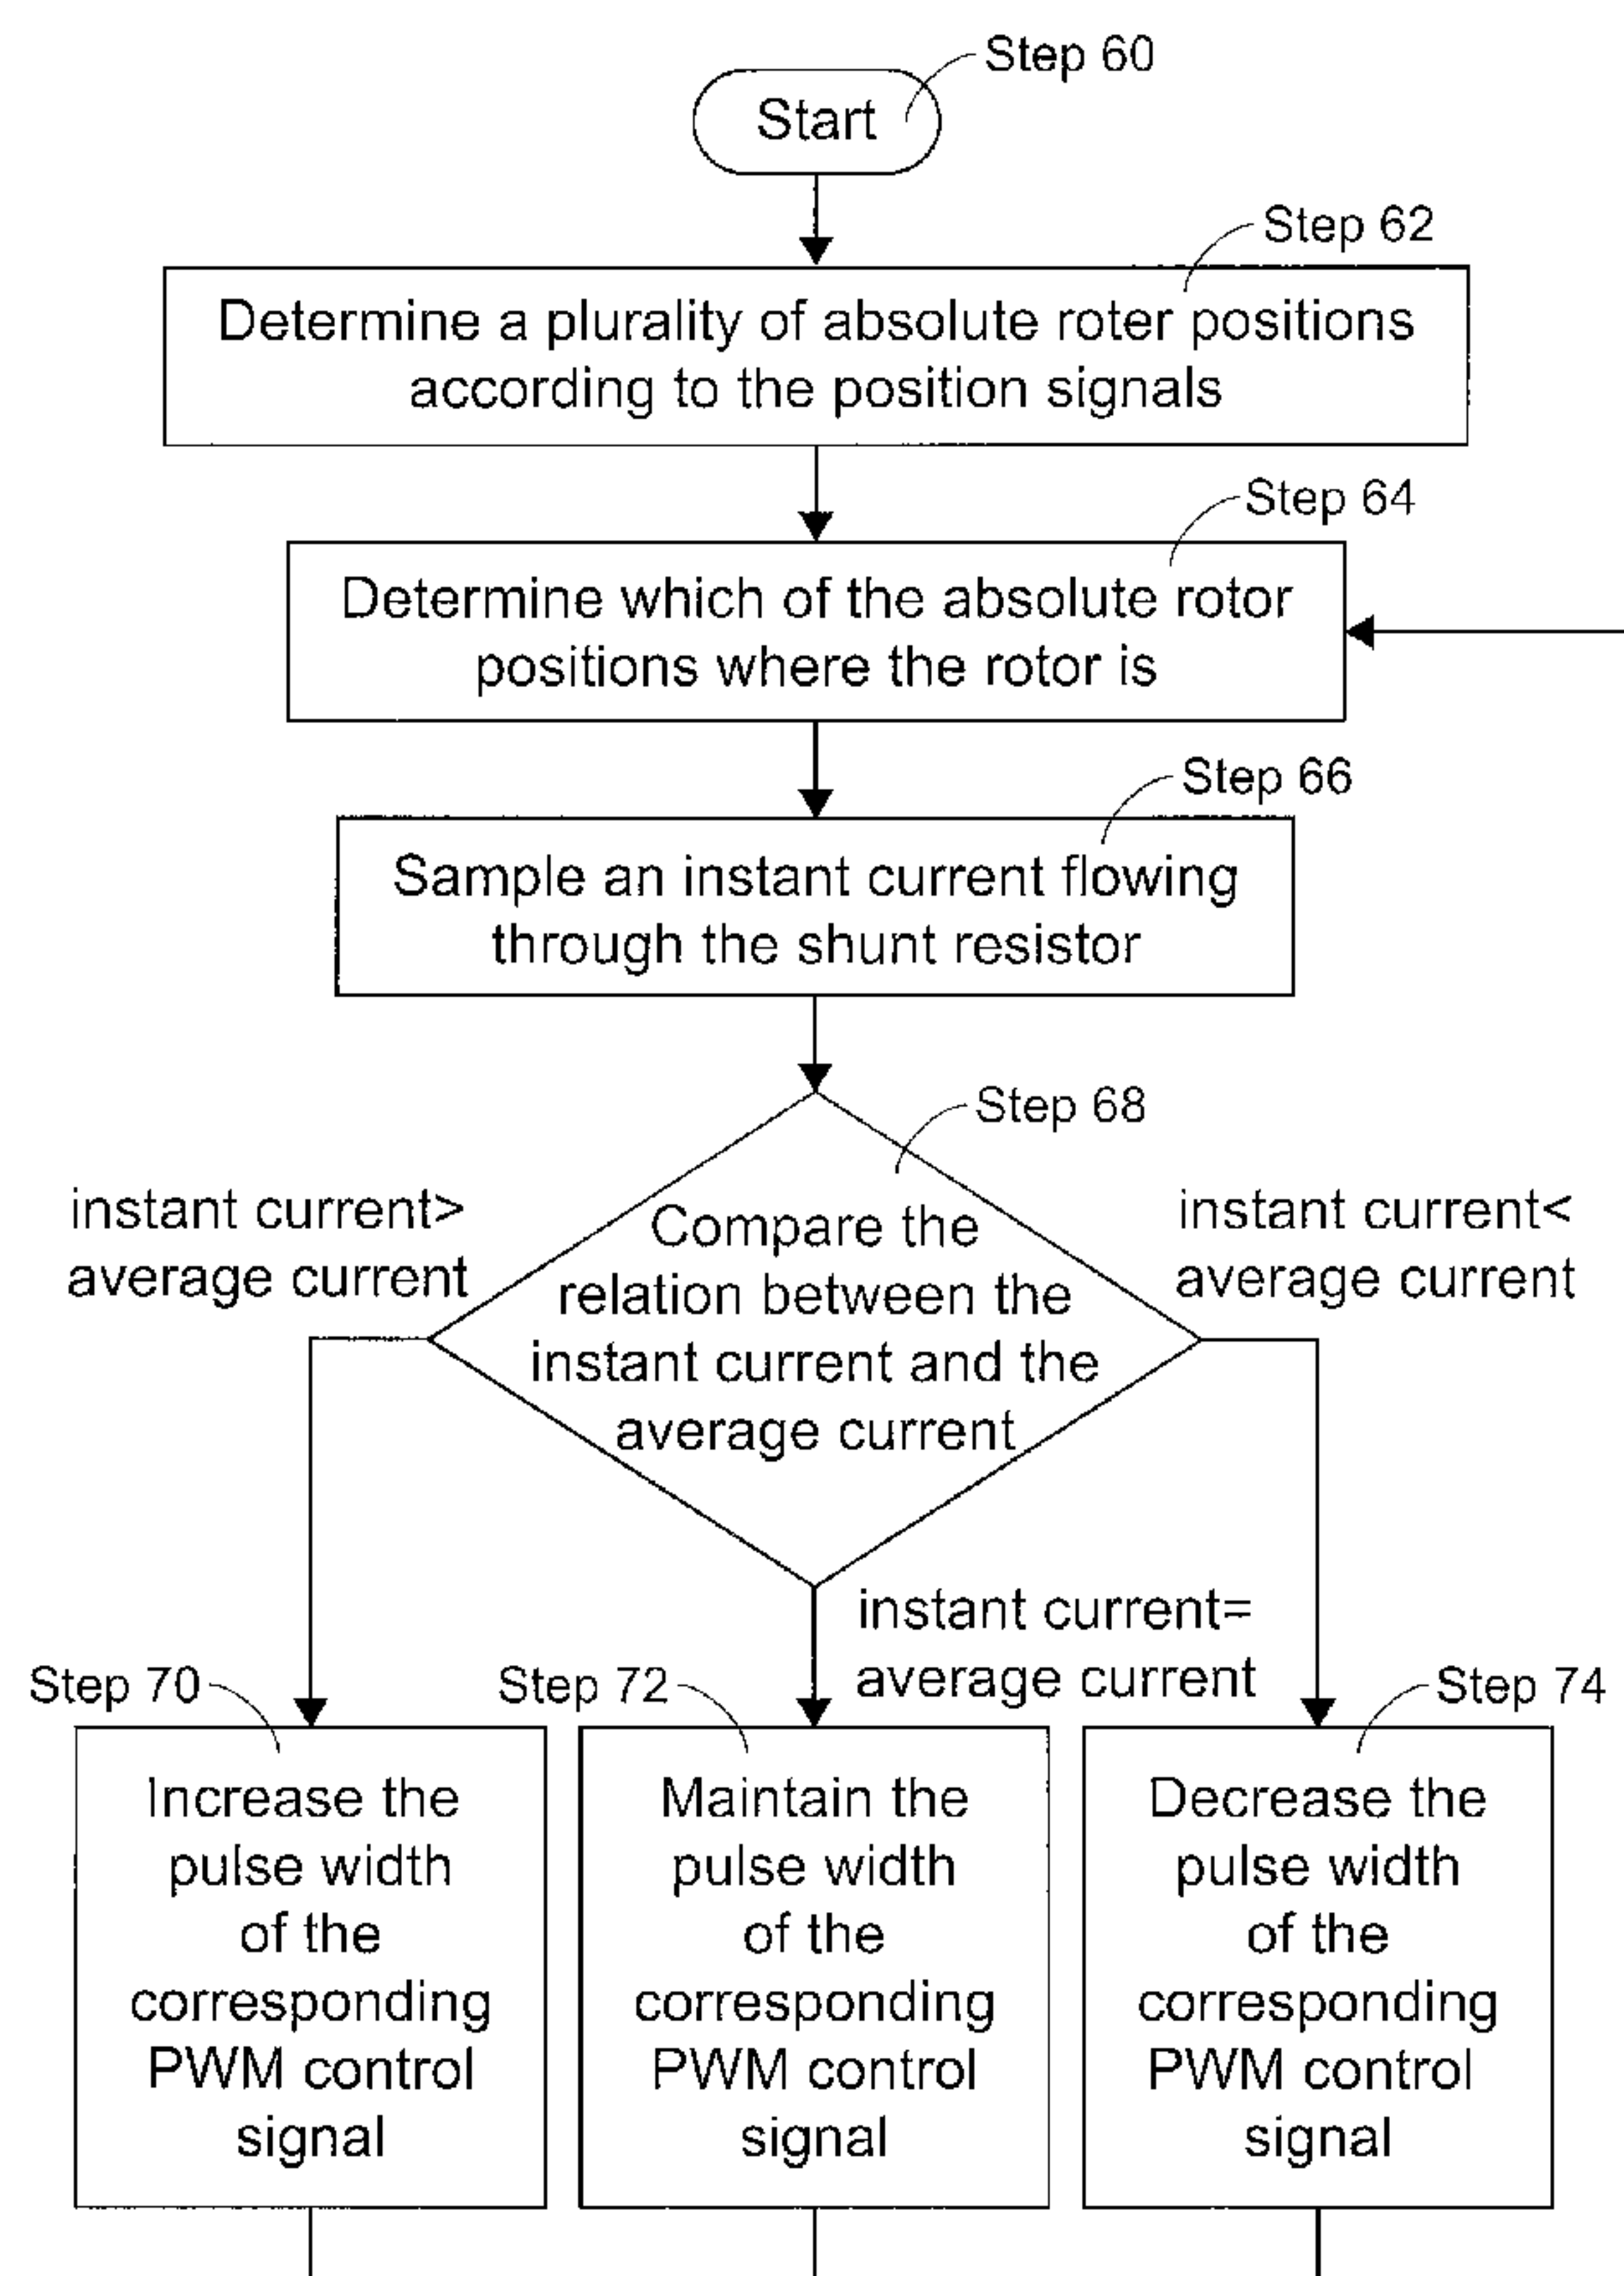 Step 60
Start
Step 62
Determine a plurality of absolute roter positions
according to the position signals
Step 64
Determine which of the absolute rotor
positions where the rotor is
Step 66
Sample an instant current flowing
through the shunt resistor
Step 68
instant current>
average current
Compare the
relation between the
instant current and the
average current
instant current<
average current
instant current=
average current
Step 70
Increase the
pulse width
of the
corresponding
PWM control
signal
Step 72
Maintain the
pulse width
of the
corresponding
PWM control
signal
Step 74
Decrease the
pulse width
of the
corresponding
PWM control
signal